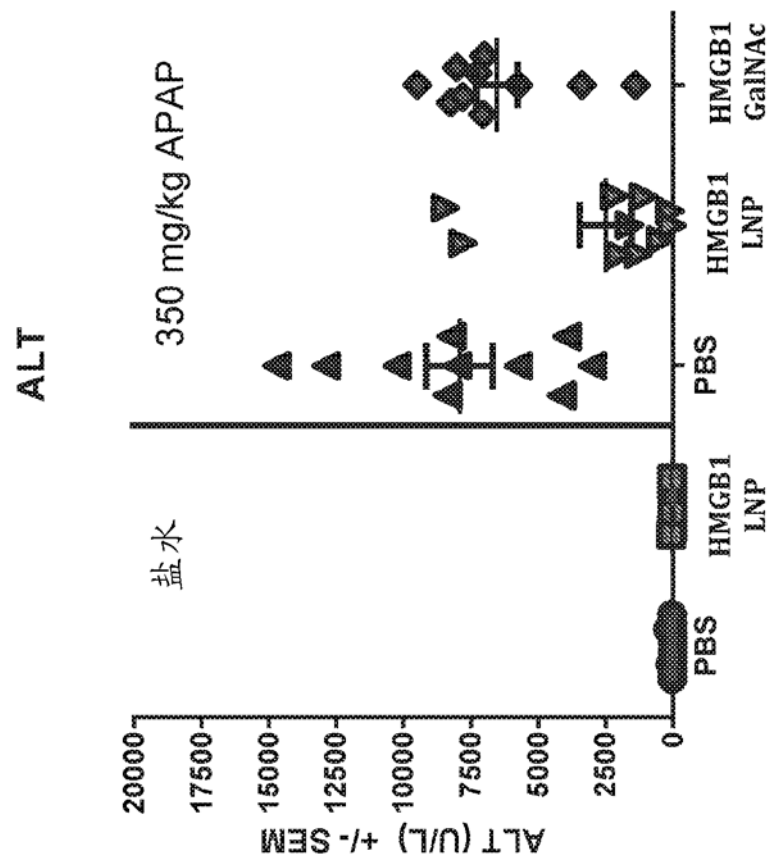 ALT
盐水
350 mg/kg APAP
ALT (U/L) +/- SEM
20000
17500
15000
12500
10000
7500
5000
2500
0
PBS
HMGB1
LNP
PBS
HMGB1
LNP
HMGB1
GalNAc